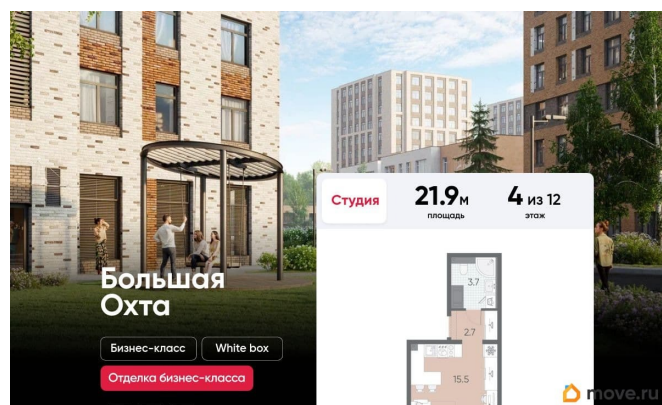 Студия
21.9 м
площадь
4 из 12
этаж
3.7
2.7
15.5
Большая
Охта
Бизнес-класс
White box
Отделка бизнес-класса
move.ru